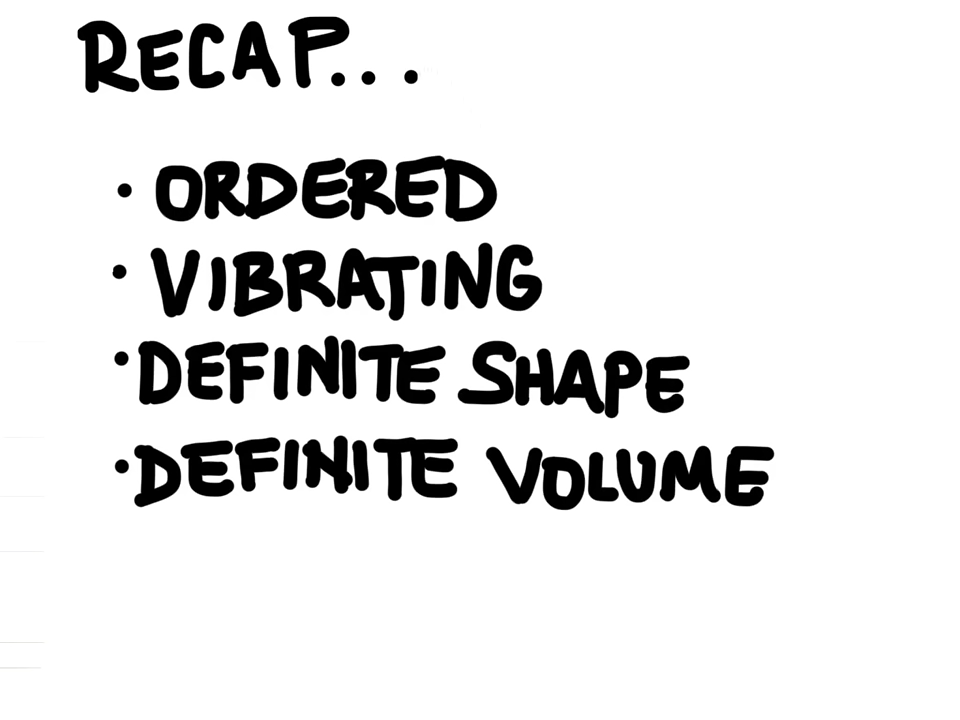 RECAP...
• ORDERED
• VIBRATING
• DEFINITE SHAPE
• DEFINITE VOLUME